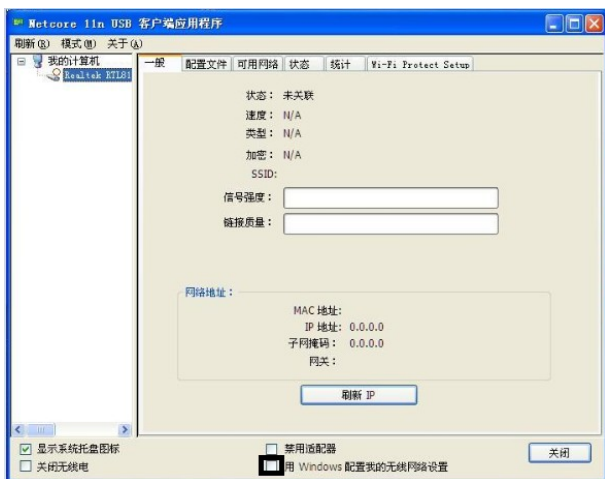 Netcore 11n USB 客户端应用程序
刷新(R) 模式(M) 关于(A)
我的计算机
Realtek RTL81
一般 配置文件 可用网络 状态 统计 Wi-Fi Protect Setup
状态： 未关联
速度： N/A
类型： N/A
加密： N/A
SSID:
信号强度：
链接质量：
网络地址：
MAC 地址:
IP 地址: 0.0.0.0
子网掩码： 0.0.0.0
网关：
刷新 IP
显示系统托盘图标 禁用适配器
关闭
关闭无线电 用 Windows 配置我的无线网络设置